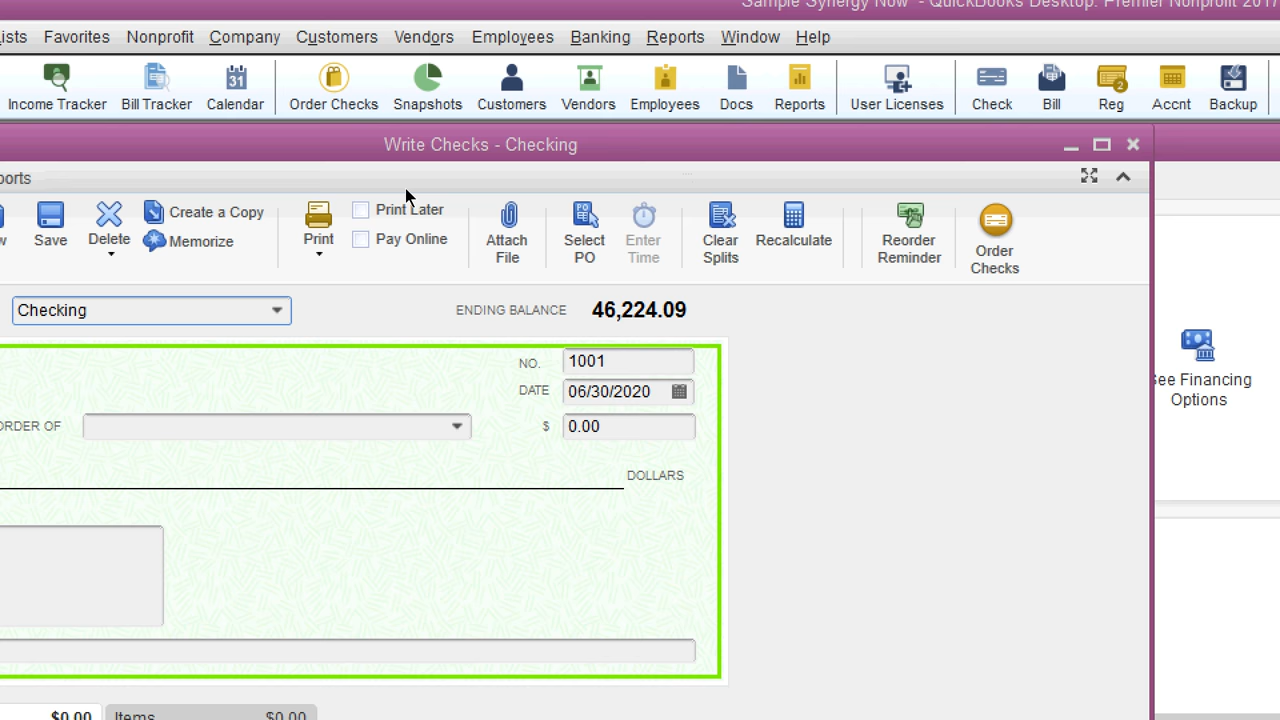 Sample Synergy Now - QuickBooks Desktop: Premier Nonprofit 2017
ists Favorites Nonprofit Company Customers Vendors Employees Banking Reports Window Help
Income Tracker Bill Tracker Calendar Order Checks Snapshots Customers Vendors Employees Docs Reports User Licenses Check Bill Reg Accnt Backup
Write Checks - Checking
ports
w Save Delete Create a Copy Memorize Print Print Later Pay Online Attach File Select PO Enter Time Clear Splits Recalculate Reorder Reminder Order Checks
Checking ENDING BALANCE 46,224.09
NO. 1001
DATE 06/30/2020
ORDER OF $ 0.00
DOLLARS
See Financing
Options
$0.00 Items $0.00